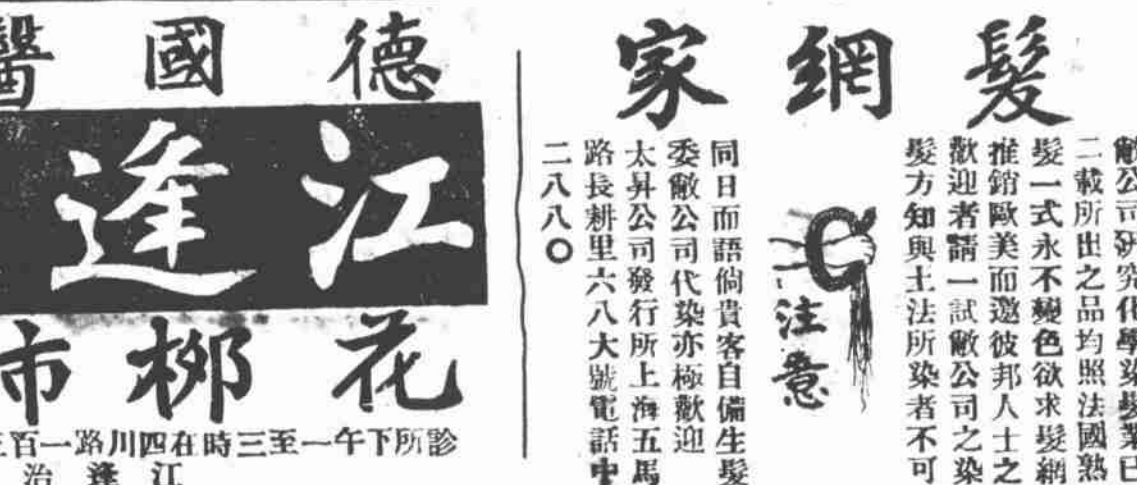 髮網家
敝公司研究化學染髮業已
二載所出之品均照法國熟
髮一式永不變色欲求髮網
推銷歐美而邀彼邦人士之
歡迎者請一試敝公司之染
髮方知與土法所染者不可
注意
同日而語倘貴客自備生髮
委敝公司代染亦極歡迎
太昇公司發行所上海五馬
路長耕里六八大號電話中
二八八〇
德國醫
江逢
花柳
診所下午一至三時在四川路一百三
江逢治